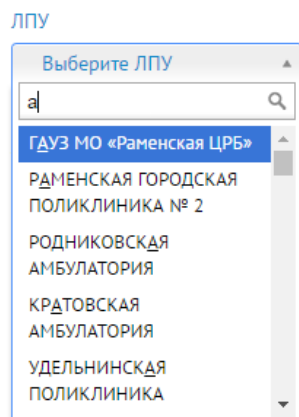 ЛПУ
Выберите ЛПУ
а
ГАУЗ МО «Раменская ЦРБ»
РАМЕНСКАЯ ГОРОДСКАЯ
ПОЛИКЛИНИКА № 2
РОДНИКОВСКАЯ
АМБУЛАТОРИЯ
КРАТОВСКАЯ
АМБУЛАТОРИЯ
УДЕЛЬНИНСКАЯ
ПОЛИКЛИНИКА